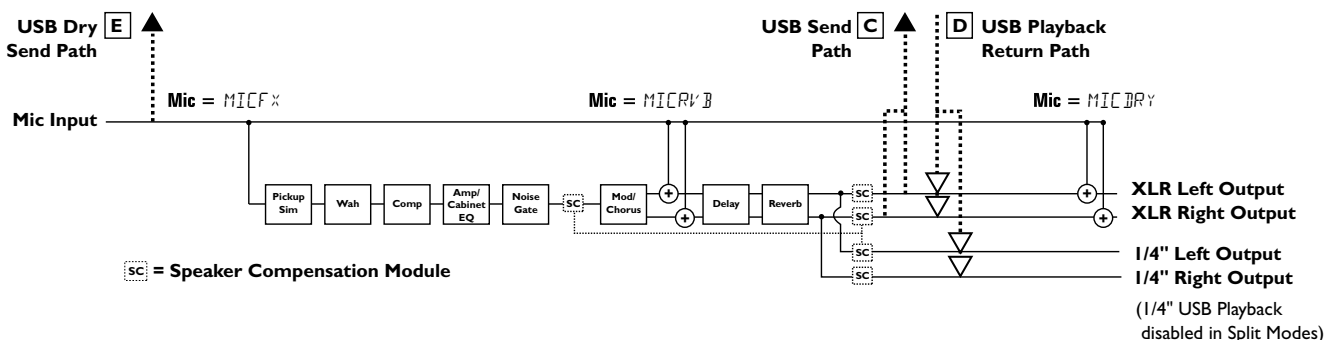 USB Dry E
Send Path
USB Send C
Path
D USB Playback
Return Path
Mic = MICFX
Mic = MICRVB
Mic = MICDRY
Mic Input
Pickup
Sim
Wah
Comp
Amp/
Cabinet
EQ
Noise
Gate
SC
Mod/
Chorus
+
+
Delay
Reverb
SC
SC
SC
SC
+
+
XLR Left Output
XLR Right Output
1/4" Left Output
1/4" Right Output
(1/4" USB Playback
disabled in Split Modes)
SC = Speaker Compensation Module